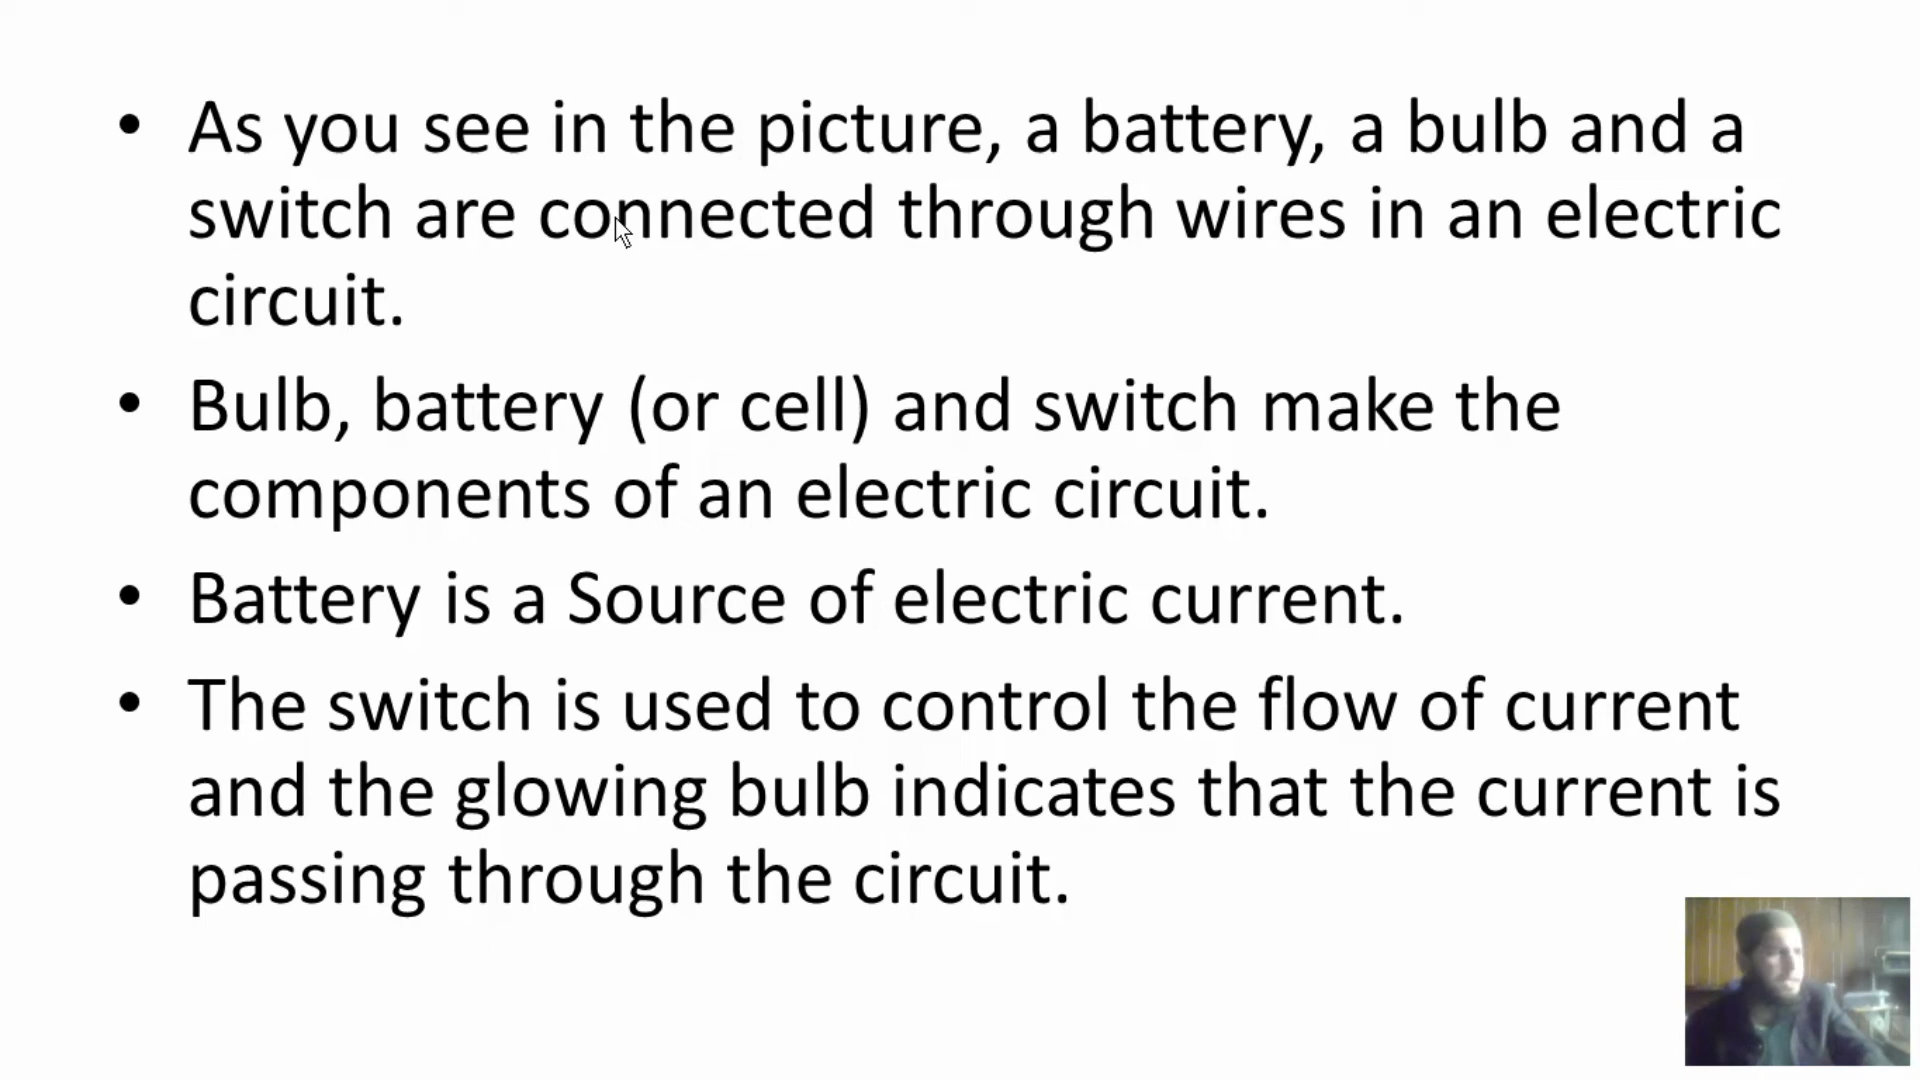 • As you see in the picture, a battery, a bulb and a
switch are connected through wires in an electric
circuit.
• Bulb, battery (or cell) and switch make the
components of an electric circuit.
• Battery is a Source of electric current.
• The switch is used to control the flow of current
and the glowing bulb indicates that the current is
passing through the circuit.